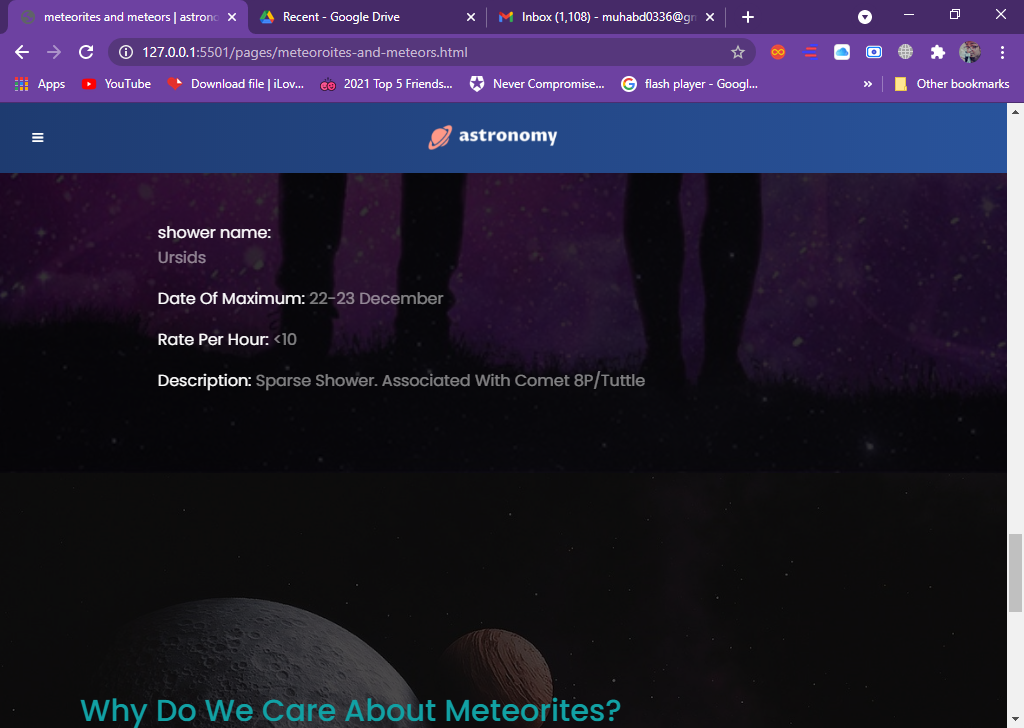 meteorites and meteors | astrono
Recent - Google Drive
Inbox (1,108) - muhabd0336@gm
127.0.0.1:5501/pages/meteoroites-and-meteors.html
Apps
YouTube
Download file | iLov...
2021 Top 5 Friends...
Never Compromise...
flash player - Googl...
»
Other bookmarks
astronomy
shower name:
Ursids
Date Of Maximum: 22-23 December
Rate Per Hour: <10
Description: Sparse Shower. Associated With Comet 8P/Tuttle
Why Do We Care About Meteorites?